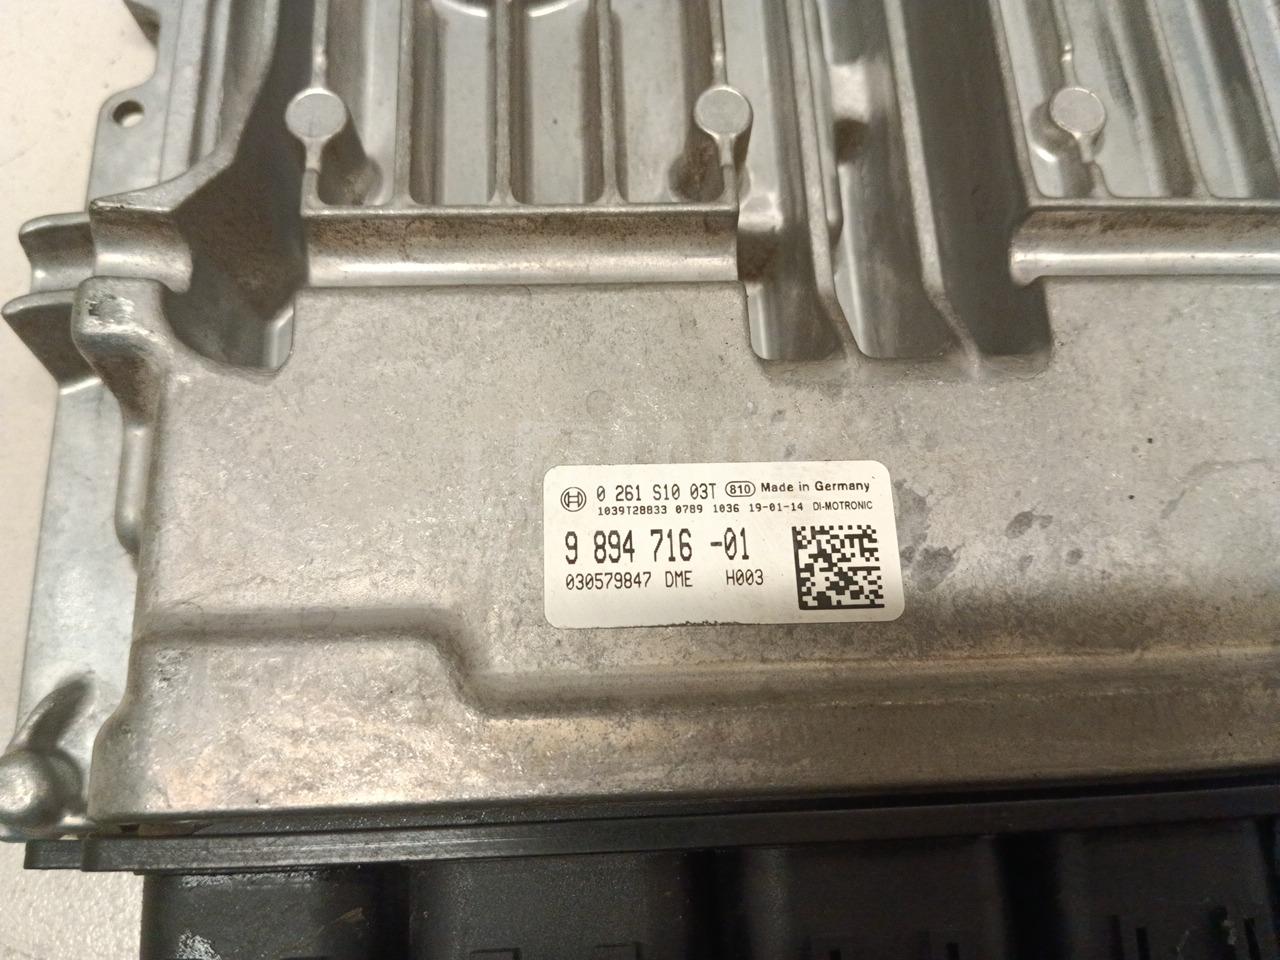 0 261 S10 03T 810 Made in Germany
1039T28833 0789 1036 19-01-14 DI-MOTRONIC
9 894 716 -01
030579847 DME H003